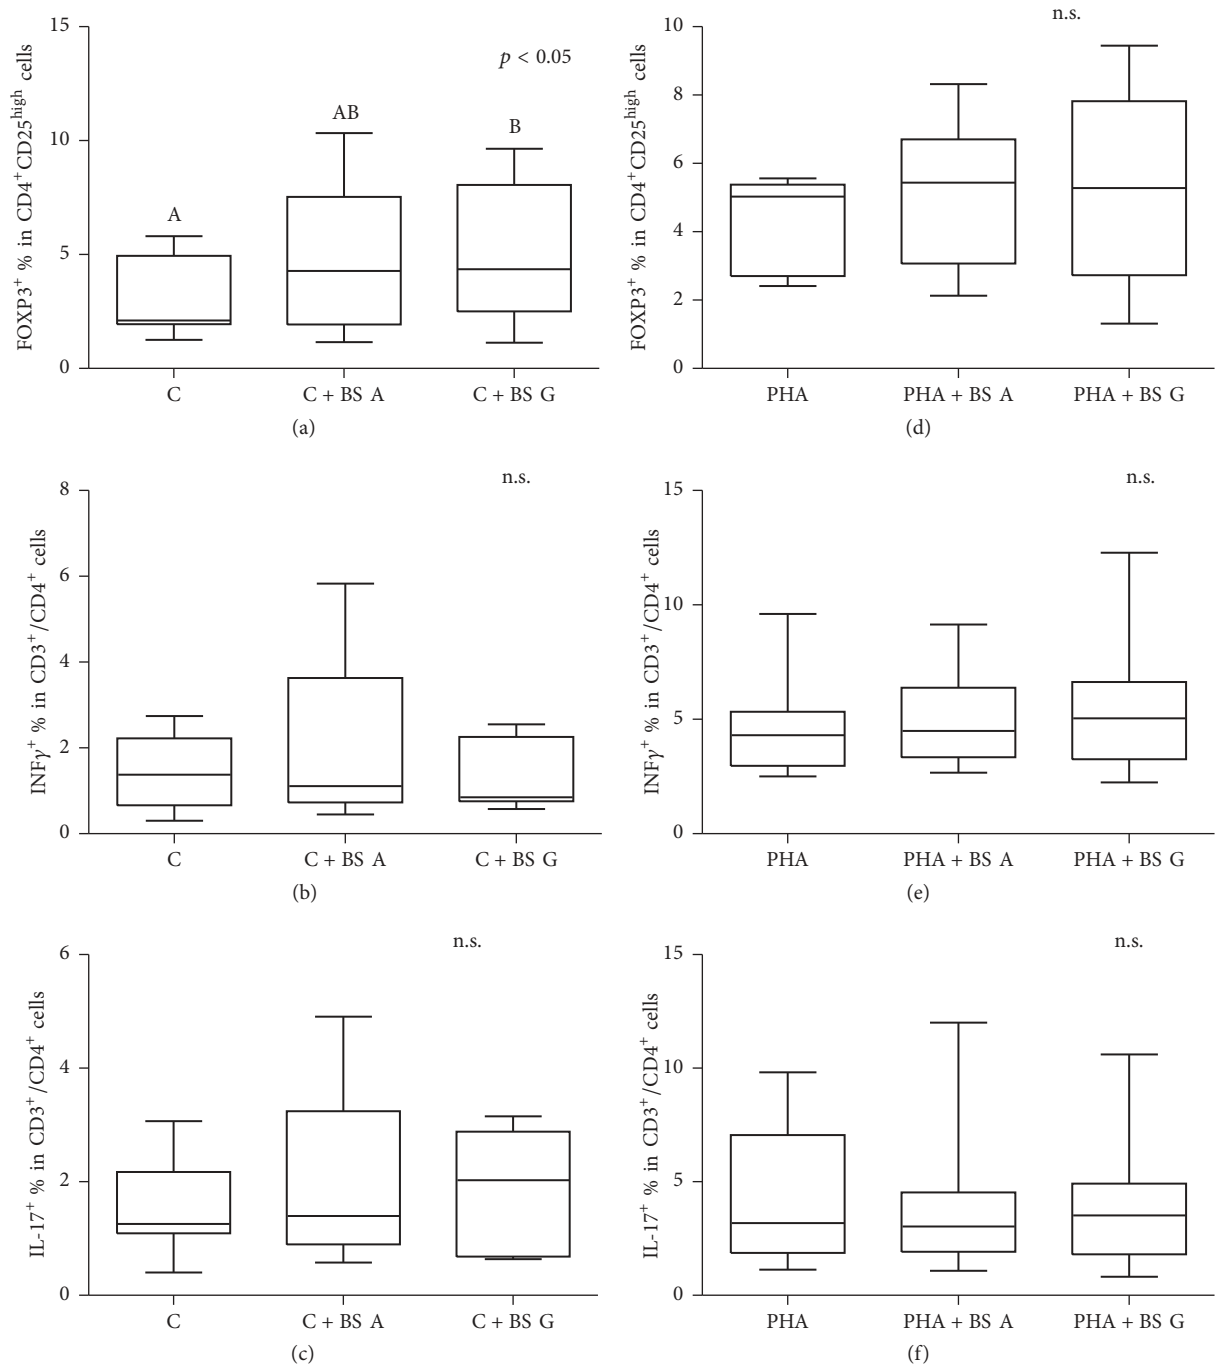 FOXP3⁺ % in CD4⁺CD25ʰⁱᵍʰ cells
15
10
5
0
p < 0.05
A
AB
B
C
C + BS A
C + BS G
(a)
FOXP3⁺ % in CD4⁺CD25ʰⁱᵍʰ cells
10
8
6
4
2
0
n.s.
PHA
PHA + BS A
PHA + BS G
(d)
INFγ⁺ % in CD3⁺/CD4⁺ cells
8
6
4
2
0
n.s.
C
C + BS A
C + BS G
(b)
INFγ⁺ % in CD3⁺/CD4⁺ cells
15
10
5
0
n.s.
PHA
PHA + BS A
PHA + BS G
(e)
IL-17⁺ % in CD3⁺/CD4⁺ cells
6
4
2
0
n.s.
C
C + BS A
C + BS G
(c)
IL-17⁺ % in CD3⁺/CD4⁺ cells
15
10
5
0
n.s.
PHA
PHA + BS A
PHA + BS G
(f)